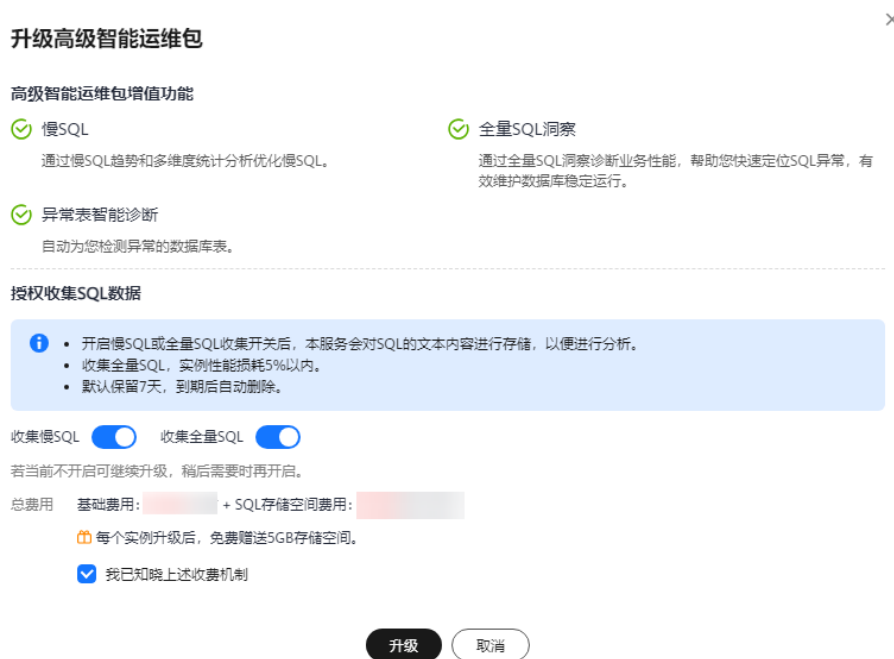 升级高级智能运维包
高级智能运维包增值功能
慢SQL
通过慢SQL趋势和多维度统计分析优化慢SQL。
全量SQL洞察
通过全量SQL洞察诊断业务性能，帮助您快速定位SQL异常，有
效维护数据库稳定运行。
异常表智能诊断
自动为您检测异常的数据库表。
授权收集SQL数据
• 开启慢SQL或全量SQL收集开关后，本服务会对SQL的文本内容进行存储，以便进行分析。
• 收集全量SQL，实例性能损耗5%以内。
• 默认保留7天，到期后自动删除。
收集慢SQL 收集全量SQL
若当前不开启可继续升级，稍后需要时再开启。
总费用 基础费用: + SQL存储空间费用:
每个实例升级后，免费赠送5GB存储空间。
我已知晓上述收费机制
升级 取消